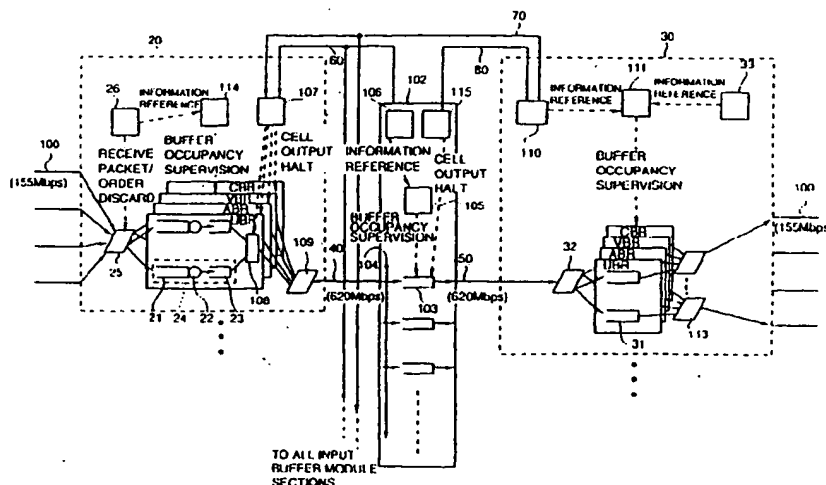 70
20
60
30
26
INFORMATION
REFERENCE
114
107
106
102
115
80
110
INFORMATION
REFERENCE
111
INFORMATION
REFERENCE
33
100
(155Mbps)
RECEIVE
PACKET/
ORDER
DISCARD
BUFFER
OCCUPANCY
SUPERVISION
CELL
OUTPUT
HALT
INFORMATION
REFERENCE
CELL
OUTPUT
HALT
105
BUFFER
OCCUPANCY
SUPERVISION
104
BUFFER
OCCUPANCY
SUPERVISION
100
(155Mbps)
CBR
VBR
ABR
UBR
25
21
24
22
23
108
109
40
(620Mbps)
103
50
(620Mbps)
32
CBR
VBR
ABR
UBR
31
113
TO ALL INPUT
BUFFER MODULE
SECTIONS